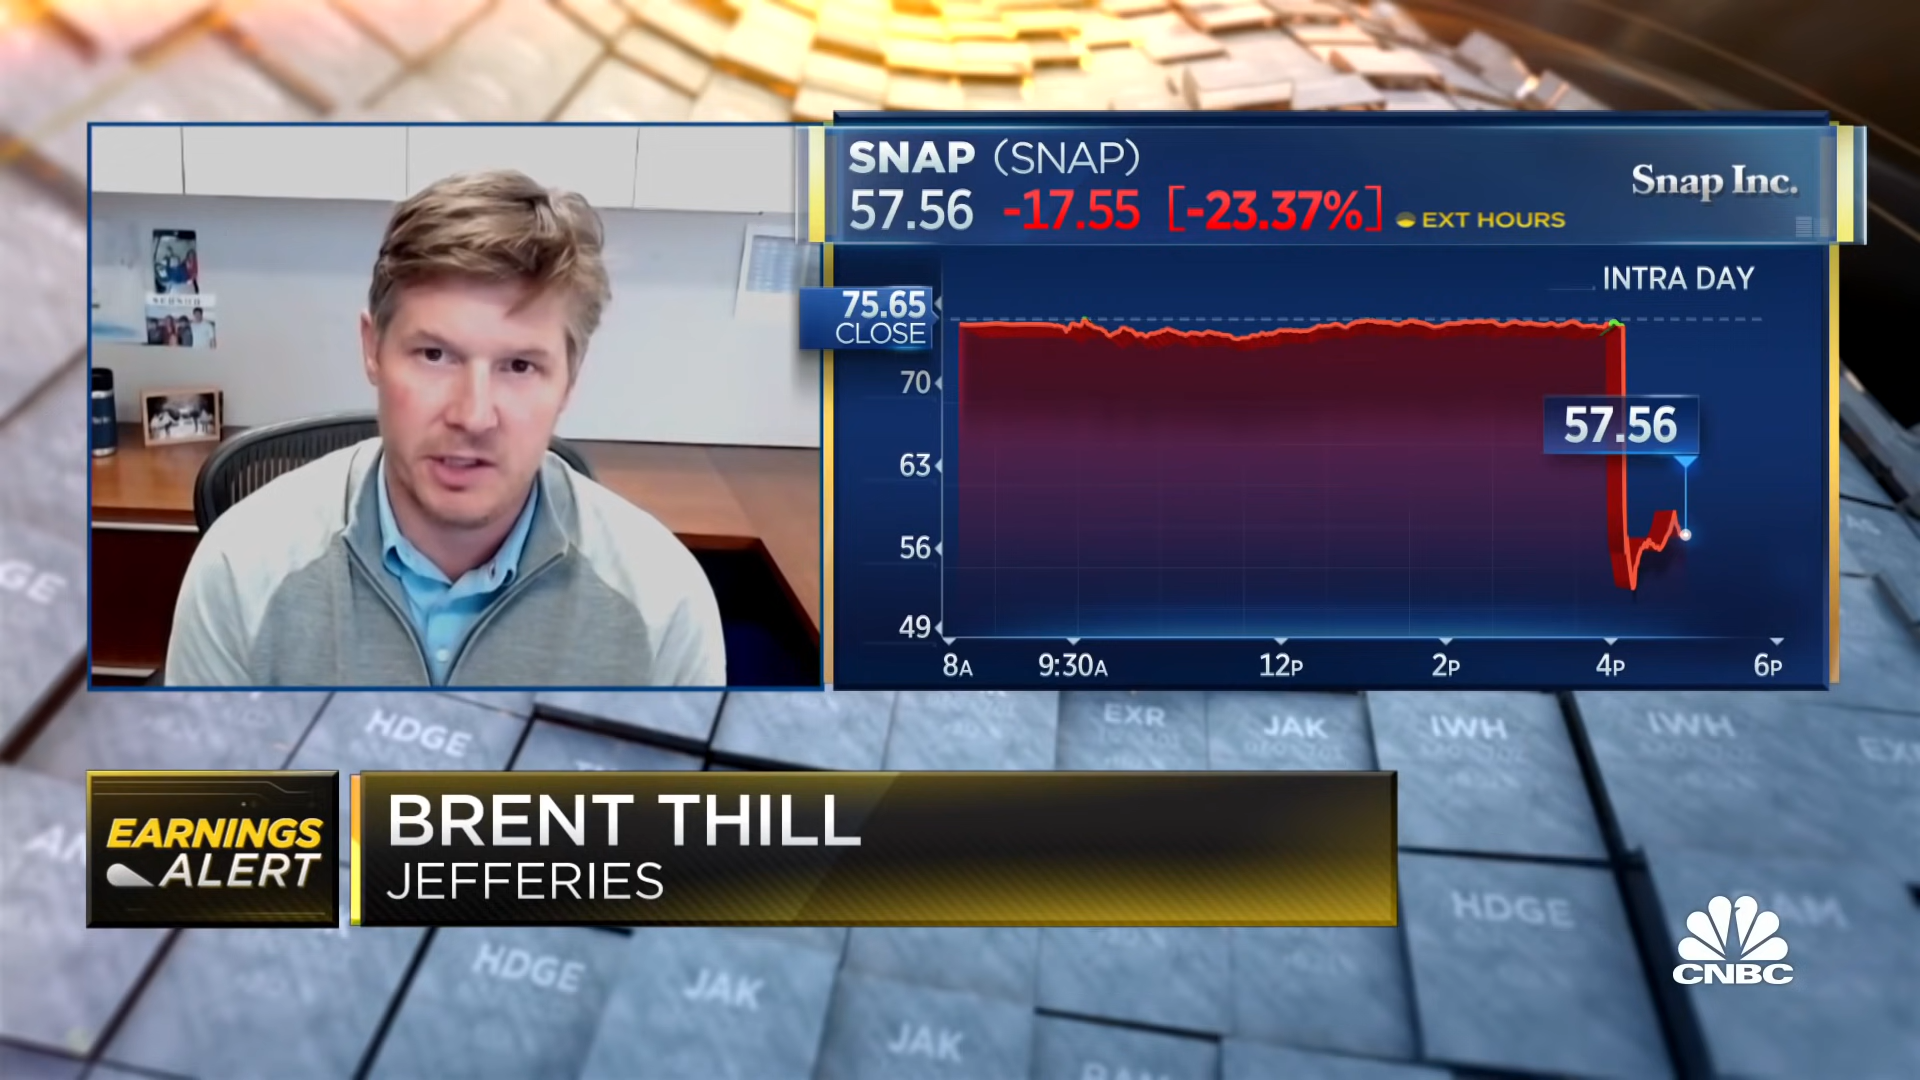 SNAP (SNAP)
57.56 -17.55 [-23.37%] EXT HOURS
Snap Inc.
INTRA DAY
75.65
CLOSE
70
63
56
49
57.56
8A 9:30A 12P 2P 4P 6P
HDGE
EXR
JAK
IWH
IWH
EARNINGS
ALERT
BRENT THILL
JEFFERIES
HDGE
HDGE
JAK
JAK
CNBC